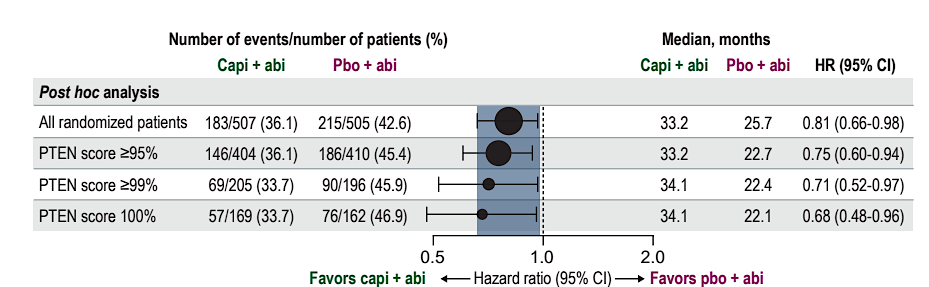 Number of events/number of patients (%) Median, months
Capi + abi Pbo + abi Capi + abi Pbo + abi HR (95% CI)
Post hoc analysis
All randomized patients 183/507 (36.1) 215/505 (42.6) 33.2 25.7 0.81 (0.66-0.98)
PTEN score ≥95% 146/404 (36.1) 186/410 (45.4) 33.2 22.7 0.75 (0.60-0.94)
PTEN score ≥99% 69/205 (33.7) 90/196 (45.9) 34.1 22.4 0.71 (0.52-0.97)
PTEN score 100% 57/169 (33.7) 76/162 (46.9) 34.1 22.1 0.68 (0.48-0.96)
0.5 1.0 2.0
Favors capi + abi Hazard ratio (95% CI) Favors pbo + abi